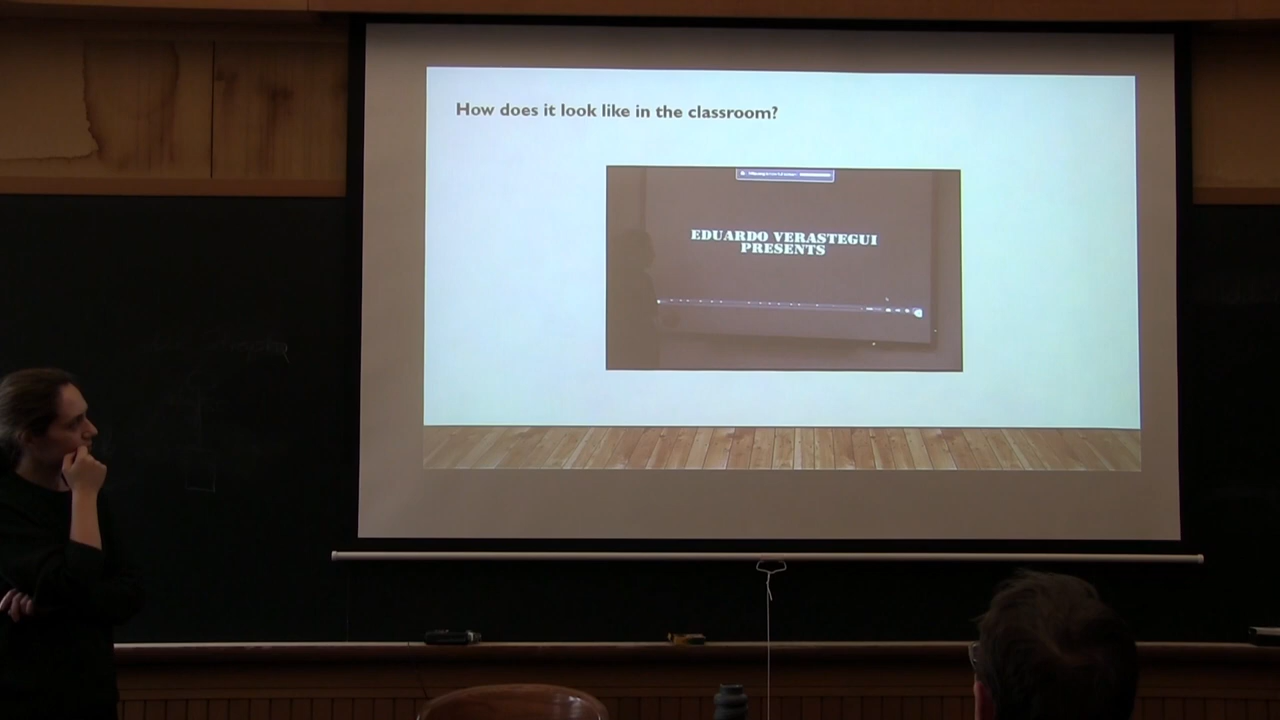 How does it look like in the classroom?
EDUARDO VERASTEGUI
PRESENTS